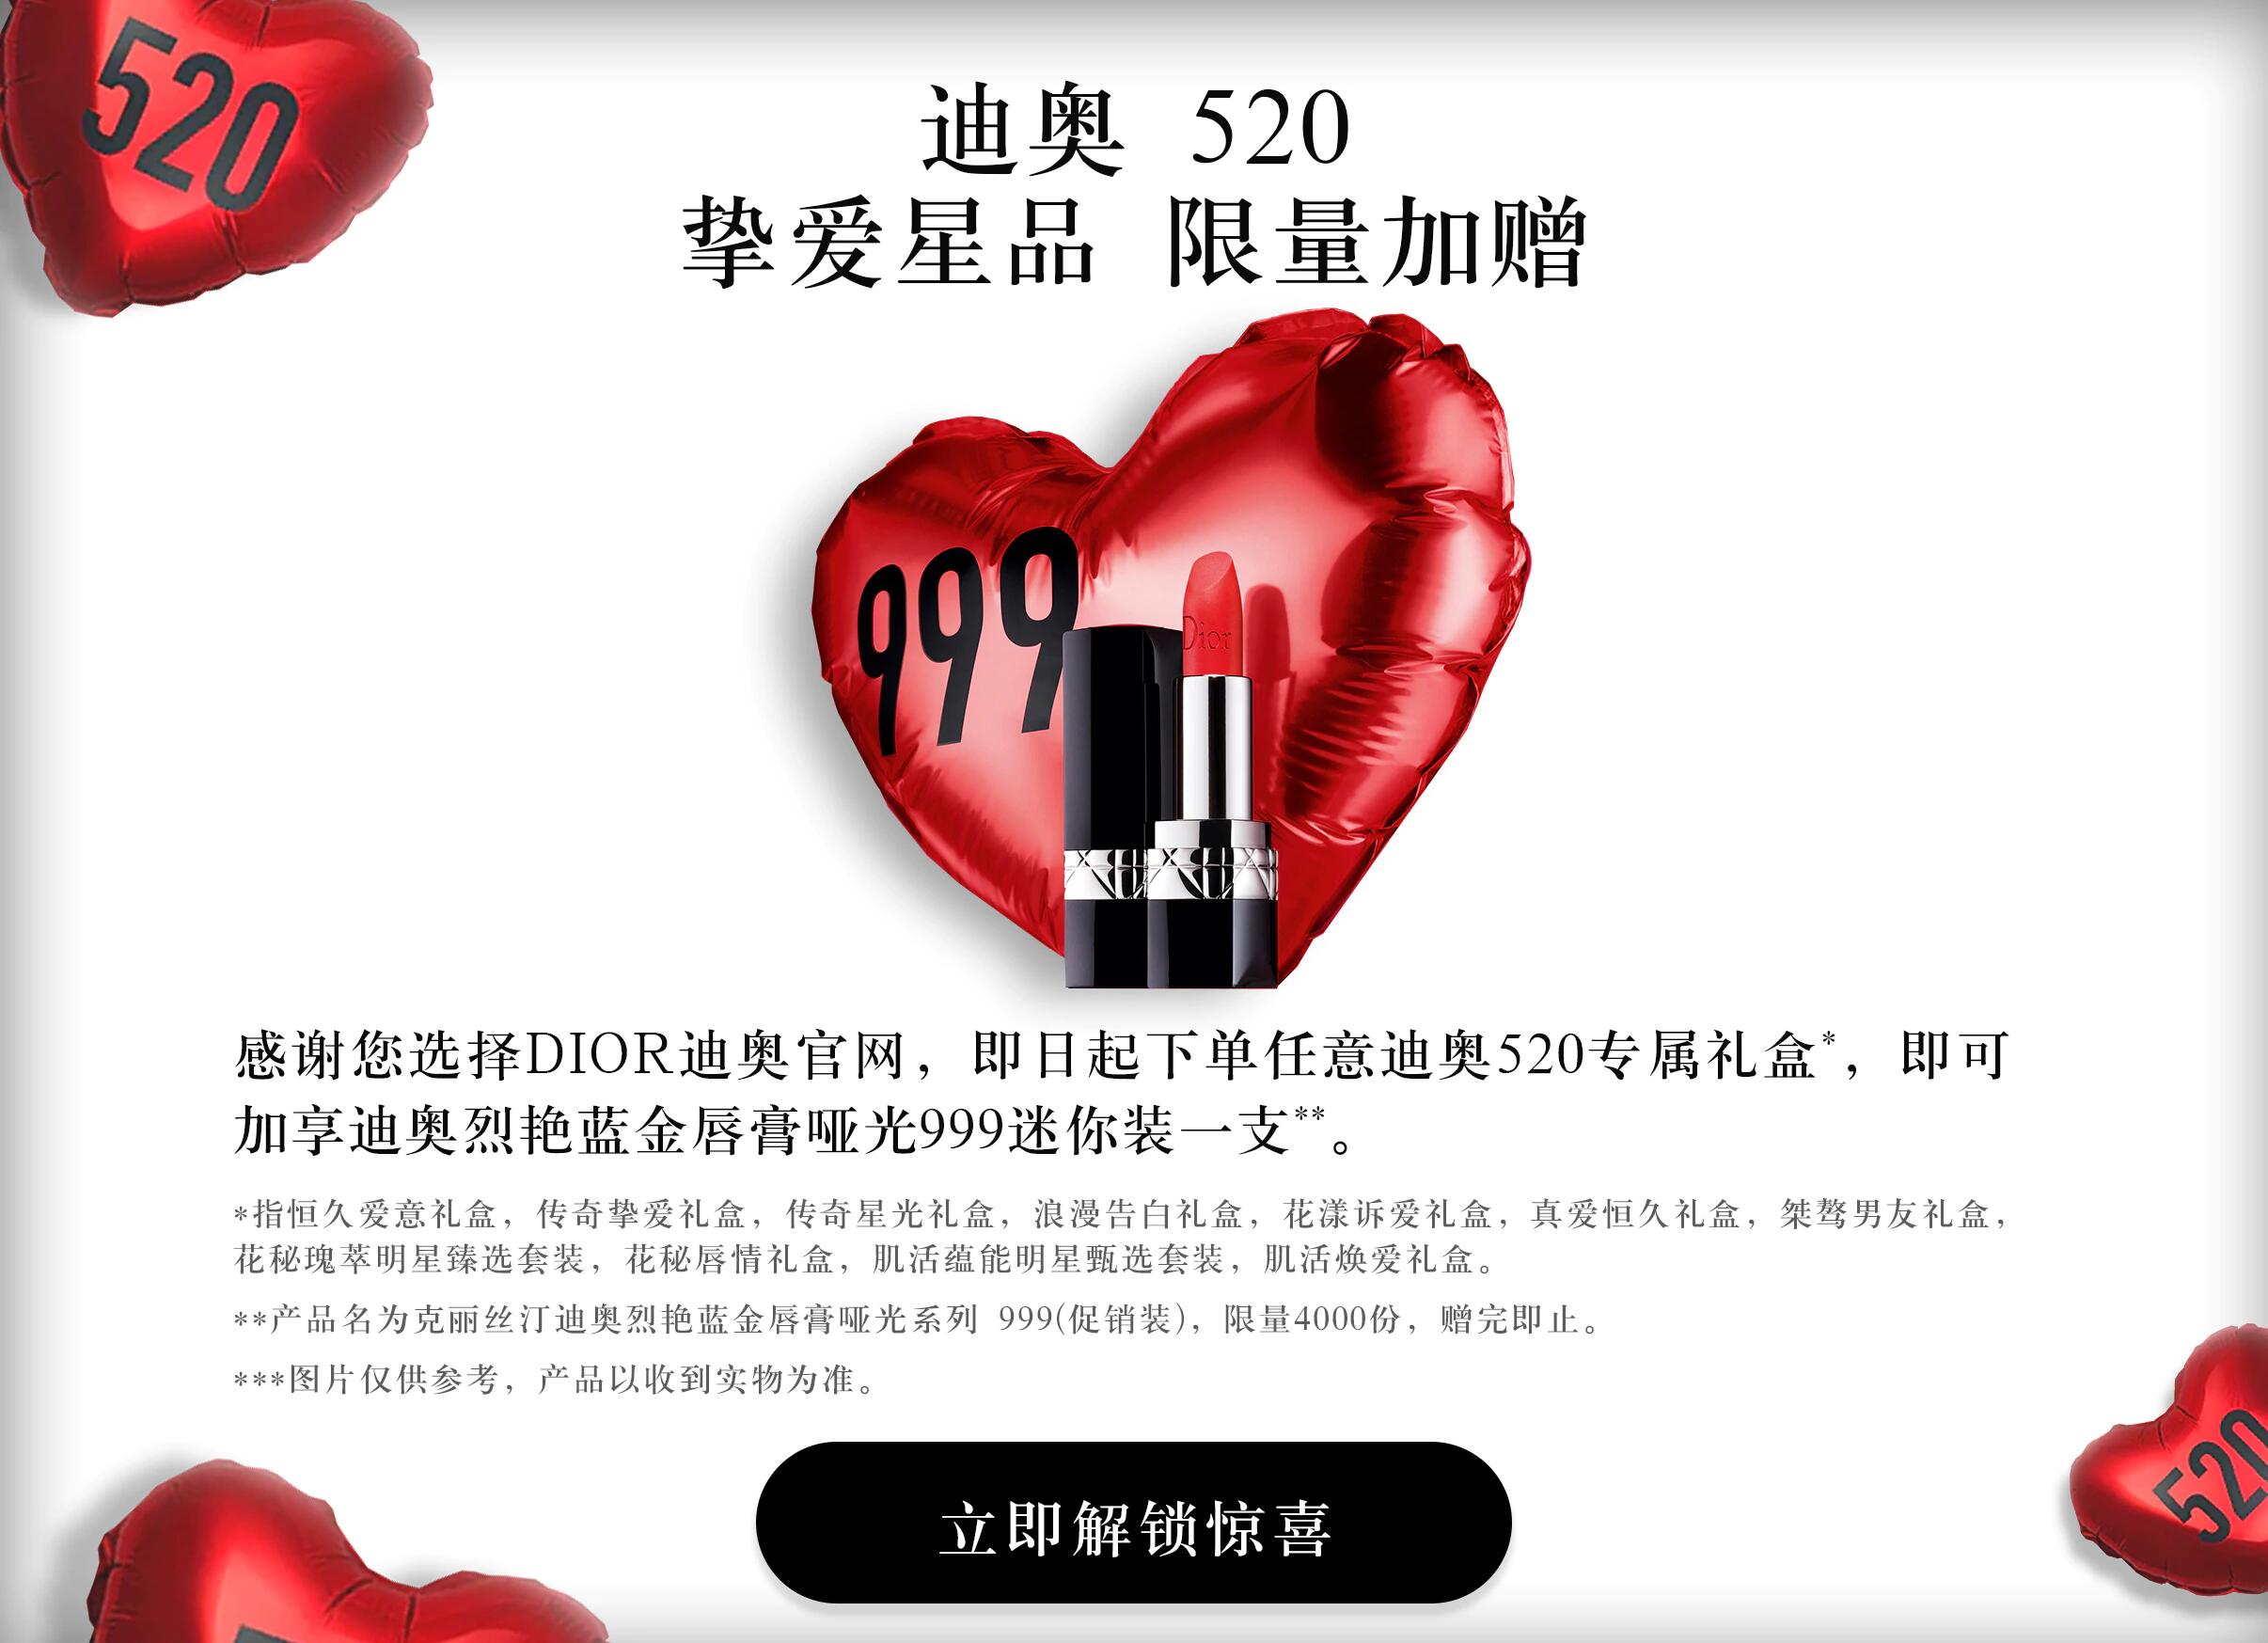 520
迪奥 520
挚爱星品 限量加赠
999
Dior
感谢您选择DIOR迪奥官网，即日起下单任意迪奥520专属礼盒*，即可
加享迪奥烈艳蓝金唇膏哑光999迷你装一支**。
*指恒久爱意礼盒，传奇挚爱礼盒，传奇星光礼盒，浪漫告白礼盒，花漾诉爱礼盒，真爱恒久礼盒，桀骜男友礼盒，
花秘瑰萃明星臻选套装，花秘唇情礼盒，肌活蕴能明星甄选套装，肌活焕爱礼盒。
**产品名为克丽丝汀迪奥烈艳蓝金唇膏哑光系列 999(促销装)，限量4000份，赠完即止。
***图片仅供参考，产品以收到实物为准。
520
立即解锁惊喜